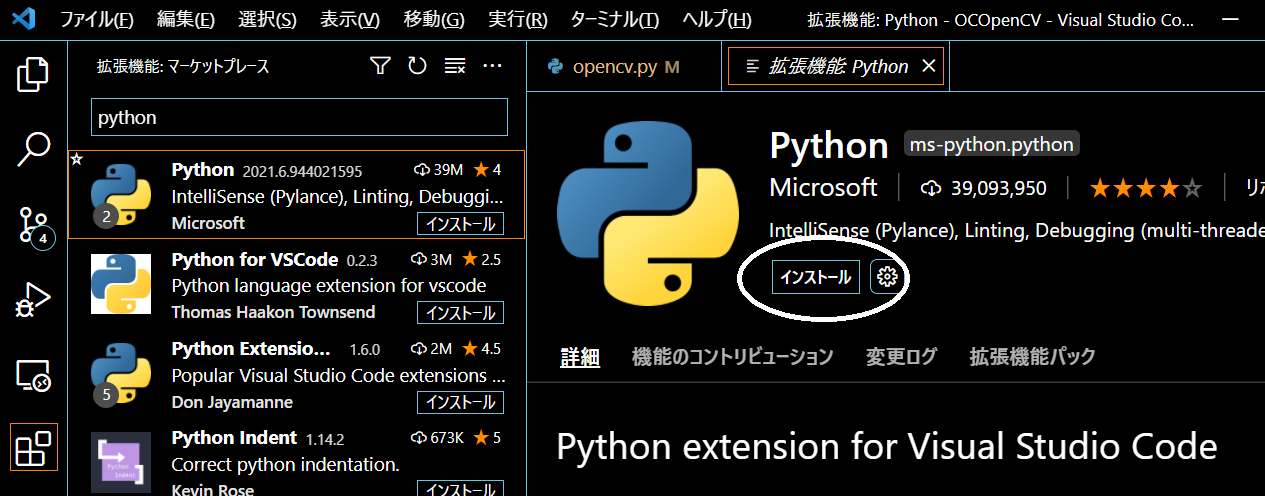 ファイル(F) 編集(E) 選択(S) 表示(V) 移動(G) 実行(R) ターミナル(T) ヘルプ(H) 拡張機能: Python - OCOpenCV - Visual Studio Co...
拡張機能: マーケットプレース
python
Python 2021.6.944021595 39M 4
IntelliSense (Pylance), Linting, Debuggi...
2
Microsoft インストール
Python for VSCode 0.2.3 3M 2.5
Python language extension for vscode
Thomas Haakon Townsend インストール
Python Extensio... 1.6.0 2M 4.5
Popular Visual Studio Code extensions ...
5
Don Jayamanne インストール
Python Indent 1.14.2 673K 5
Correct python indentation.
Python
Indent
Kevin Rose インストール
4
opencv.py M
拡張機能: Python
Python ms-python.python
Microsoft 39,093,950 リポ
IntelliSense (Pylance), Linting, Debugging (multi-threade
インストール
詳細 機能のコントリビューション 変更ログ 拡張機能パック
Python extension for Visual Studio Code